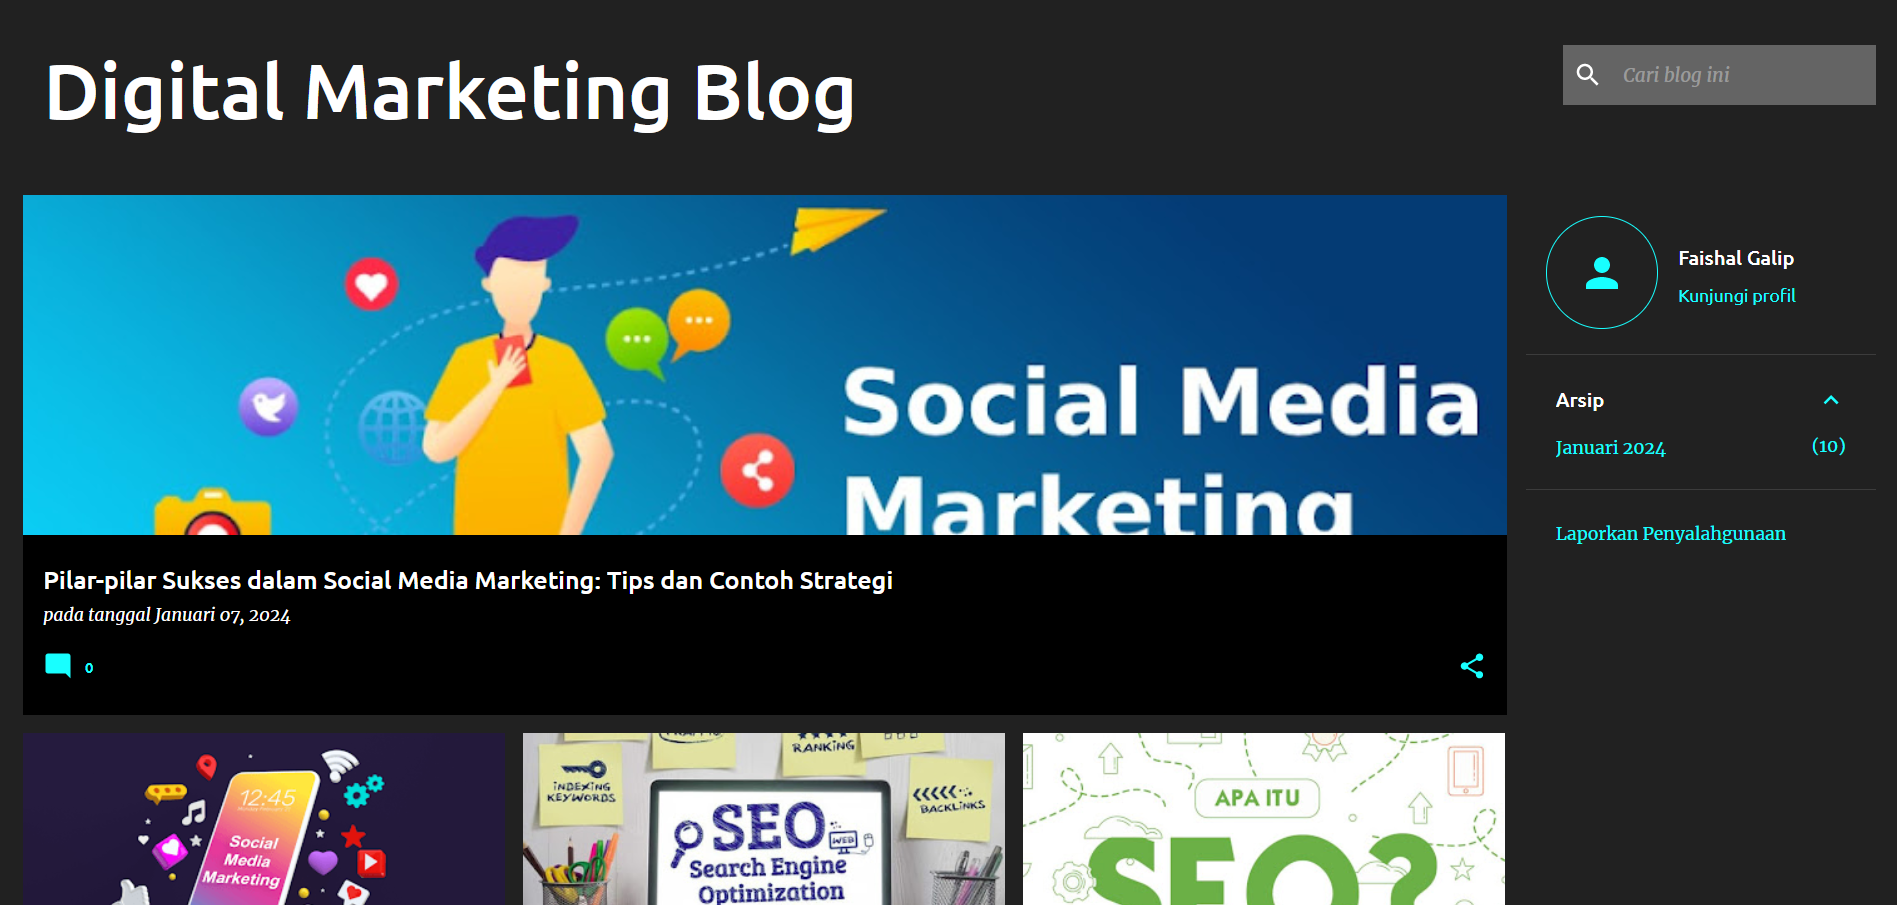 Digital Marketing Blog
Cari blog ini
Social Media
Marketing
Faishal Galip
Kunjungi profil
Arsip
Januari 2024 (10)
Laporkan Penyalahgunaan
Pilar-pilar Sukses dalam Social Media Marketing: Tips dan Contoh Strategi
pada tanggal Januari 07, 2024
0
12:45
Social
Media
Marketing
TRAFFIC
RANKING
INDEXING
KEYWORDS
BACKLINKS
SEO
WEB
Search Engine
Optimization
APA ITU
SEO?